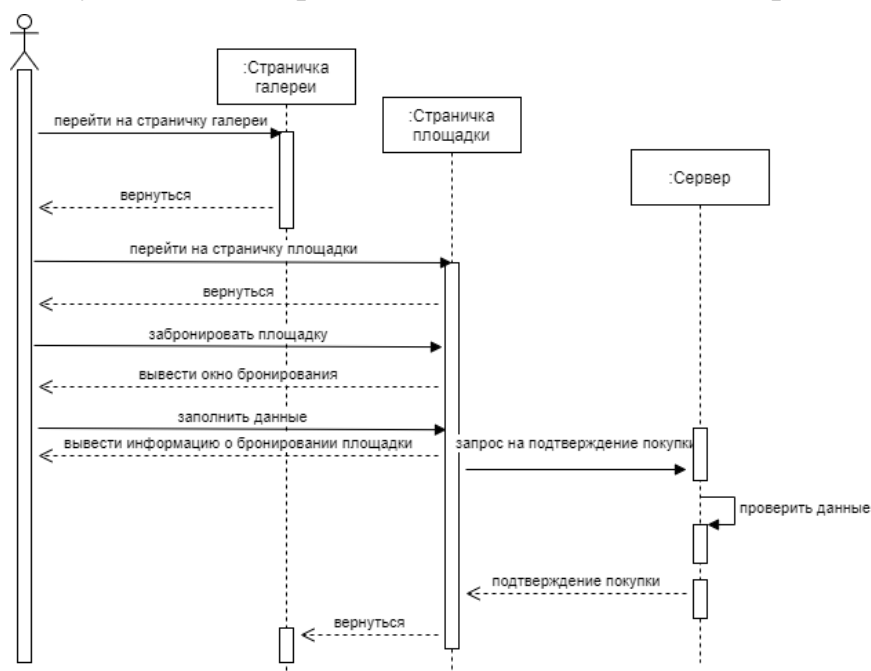 :Страничка
галереи
перейти на страничку галереи
:Страничка
площадки
:Сервер
вернуться
перейти на страничку площадки
вернуться
забронировать площадку
вывести окно бронирования
заполнить данные
вывести информацию о бронировании площадки
запрос на подтверждение покупки
проверить данные
подтверждение покупки
вернуться